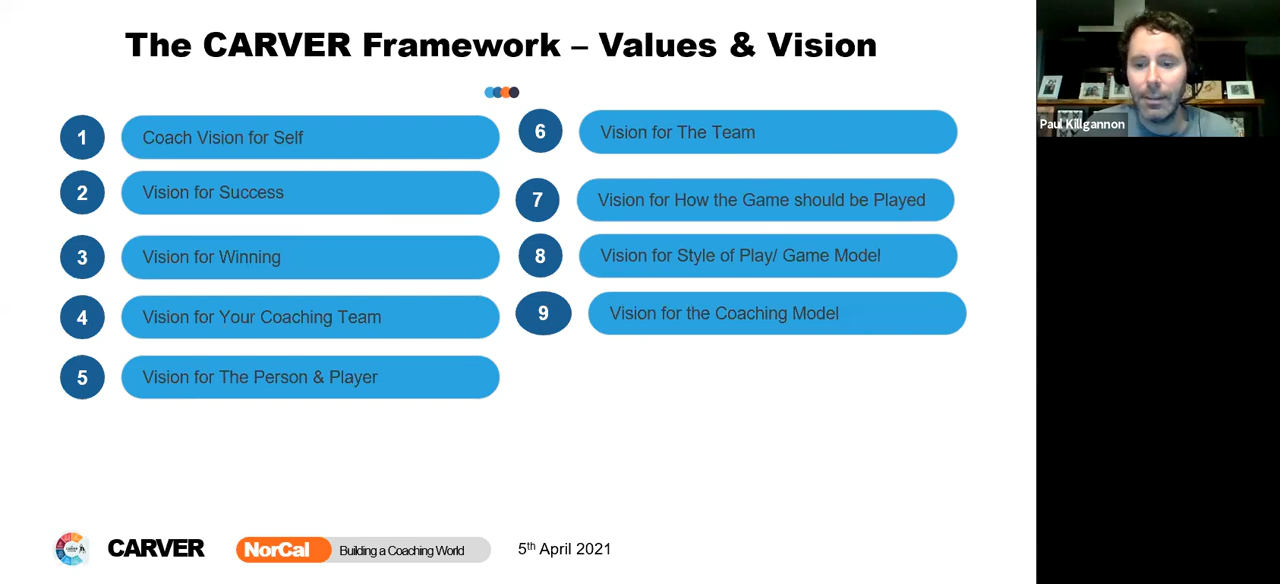 The CARVER Framework – Values & Vision
1 Coach Vision for Self
2 Vision for Success
3 Vision for Winning
4 Vision for Your Coaching Team
5 Vision for The Person & Player
6 Vision for The Team
7 Vision for How the Game should be Played
8 Vision for Style of Play/ Game Model
9 Vision for the Coaching Model
CARVER
NorCal Building a Coaching World
5th April 2021
Paul Killgannon